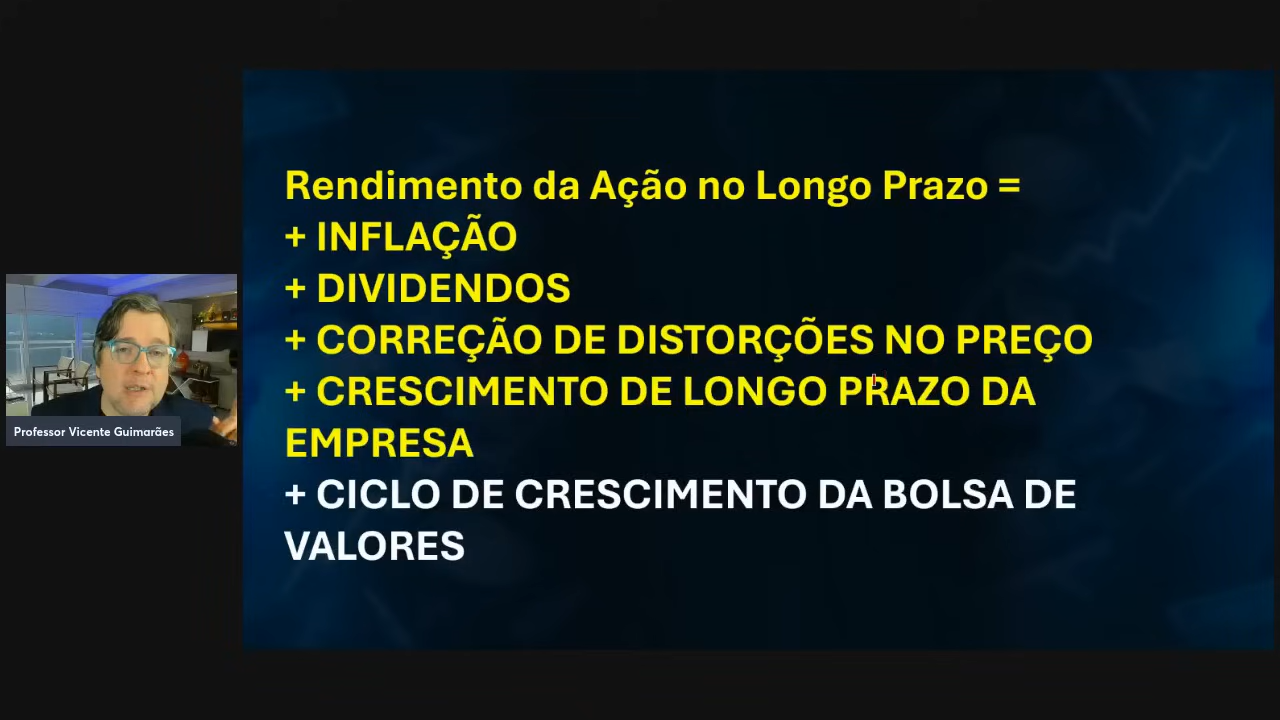 Rendimento da Ação no Longo Prazo =
+ INFLAÇÃO
+ DIVIDENDOS
+ CORREÇÃO DE DISTORÇÕES NO PREÇO
+ CRESCIMENTO DE LONGO PRAZO DA
EMPRESA
+ CICLO DE CRESCIMENTO DA BOLSA DE
VALORES
Professor Vicente Guimarães